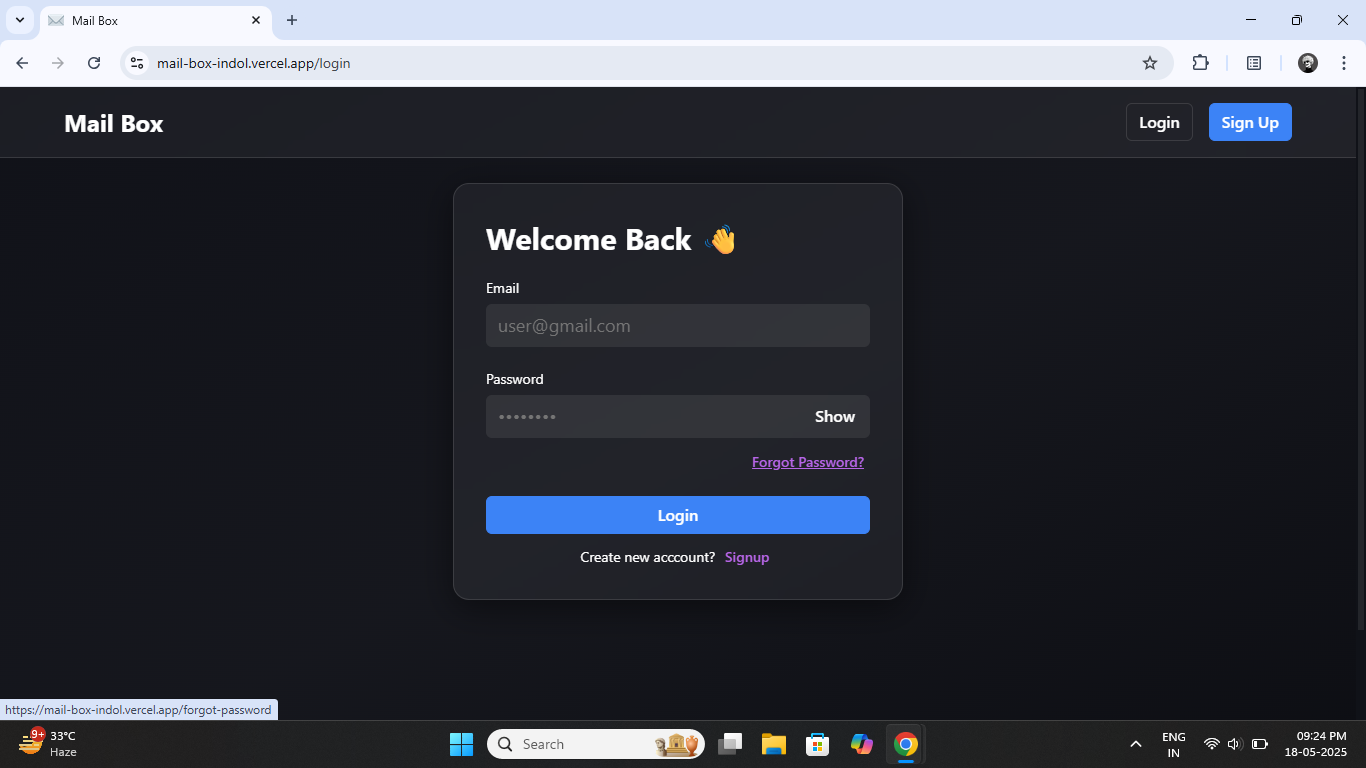 Mail Box
mail-box-indol.vercel.app/login
Mail Box
Login
Sign Up
Welcome Back
Email
user@gmail.com
Password
••••••••
Show
Forgot Password?
Login
Create new acccount? Signup
https://mail-box-indol.vercel.app/forgot-password
9+
33°C
Haze
Search
ENG
IN
09:24 PM
18-05-2025